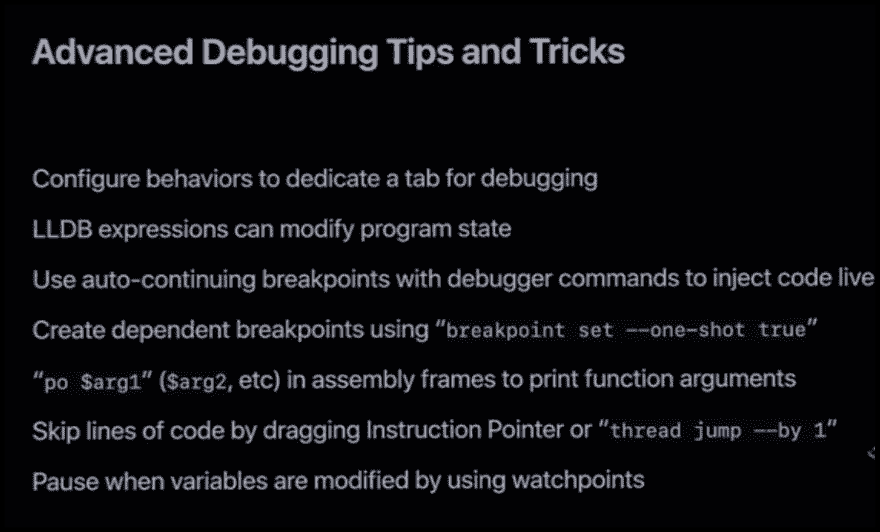 Advanced Debugging Tips and Tricks
Configure behaviors to dedicate a tab for debugging
LLDB expressions can modify program state
Use auto-continuing breakpoints with debugger commands to inject code live
Create dependent breakpoints using “breakpoint set --one-shot true”
“po $arg1” ($arg2, etc) in assembly frames to print function arguments
Skip lines of code by dragging Instruction Pointer or “thread jump --by 1”
Pause when variables are modified by using watchpoints